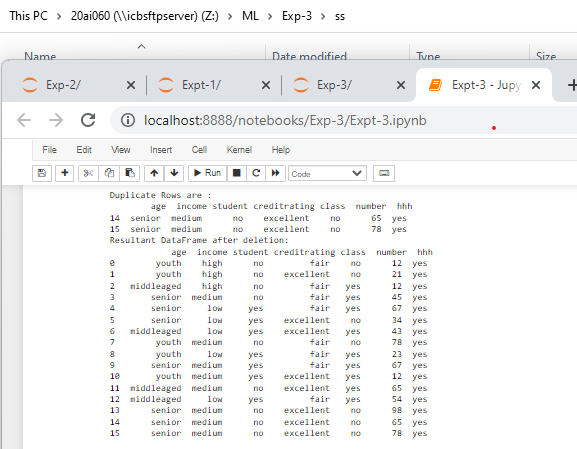 This PC > 20ai060 (\\icbsftpserver) (Z:) > ML > Exp-3 > ss
Name Date modified Type Size
Exp-2/ × Expt-1/ × Exp-3/ × Expt-3 - Jupy × +
localhost:8888/notebooks/Exp-3/Expt-3.ipynb
File Edit View Insert Cell Kernel Help
Run Code
Duplicate Rows are :
age income student creditrating class number hhh
14 senior medium no excellent no 65 yes
15 senior medium no excellent no 78 yes
Resultant DataFrame after deletion:
age income student creditrating class number hhh
0 youth high no fair no 12 yes
1 youth high no excellent no 21 yes
2 middleaged high no fair yes 12 yes
3 senior medium no fair yes 45 yes
4 senior low yes fair yes 67 yes
5 senior low yes excellent no 34 yes
6 middleaged low yes excellent yes 43 yes
7 youth medium no fair no 78 yes
8 youth low yes fair yes 23 yes
9 senior medium yes fair yes 67 yes
10 youth medium yes excellent yes 12 yes
11 middleaged medium no excellent yes 65 yes
12 middleaged low yes fair yes 54 yes
13 senior medium no excellent no 98 yes
14 senior medium no excellent no 65 yes
15 senior medium no excellent no 78 yes